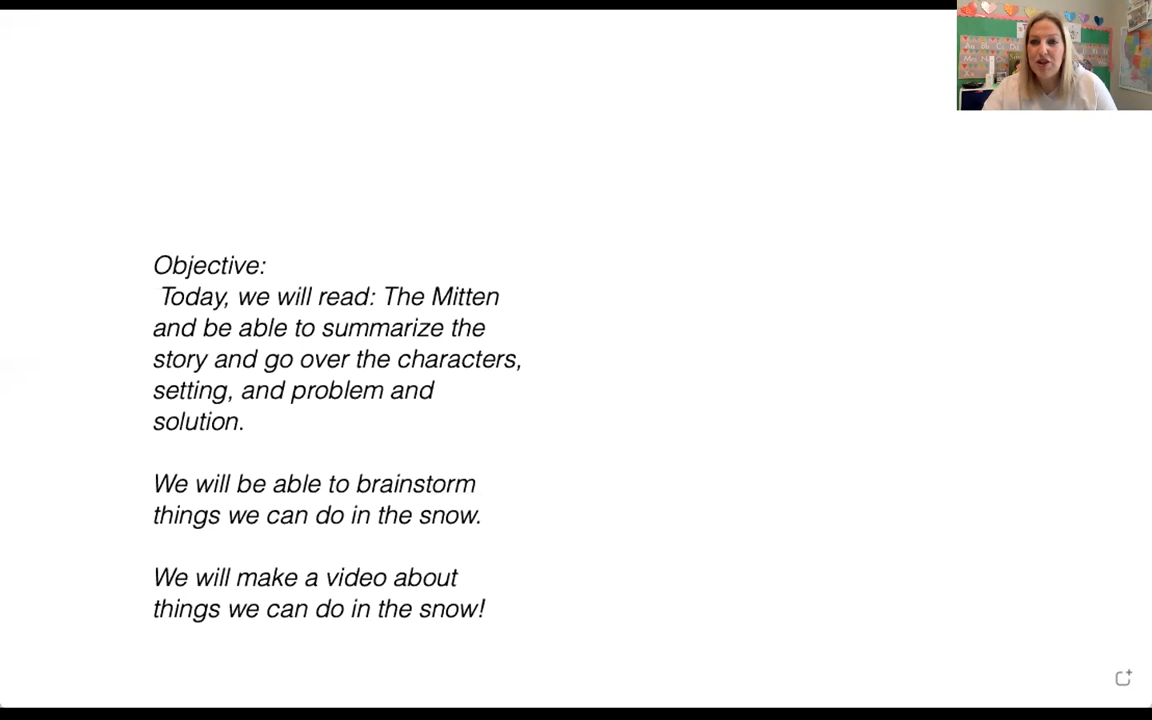 Objective:
Today, we will read: The Mitten
and be able to summarize the
story and go over the characters,
setting, and problem and
solution.
We will be able to brainstorm
things we can do in the snow.
We will make a video about
things we can do in the snow!